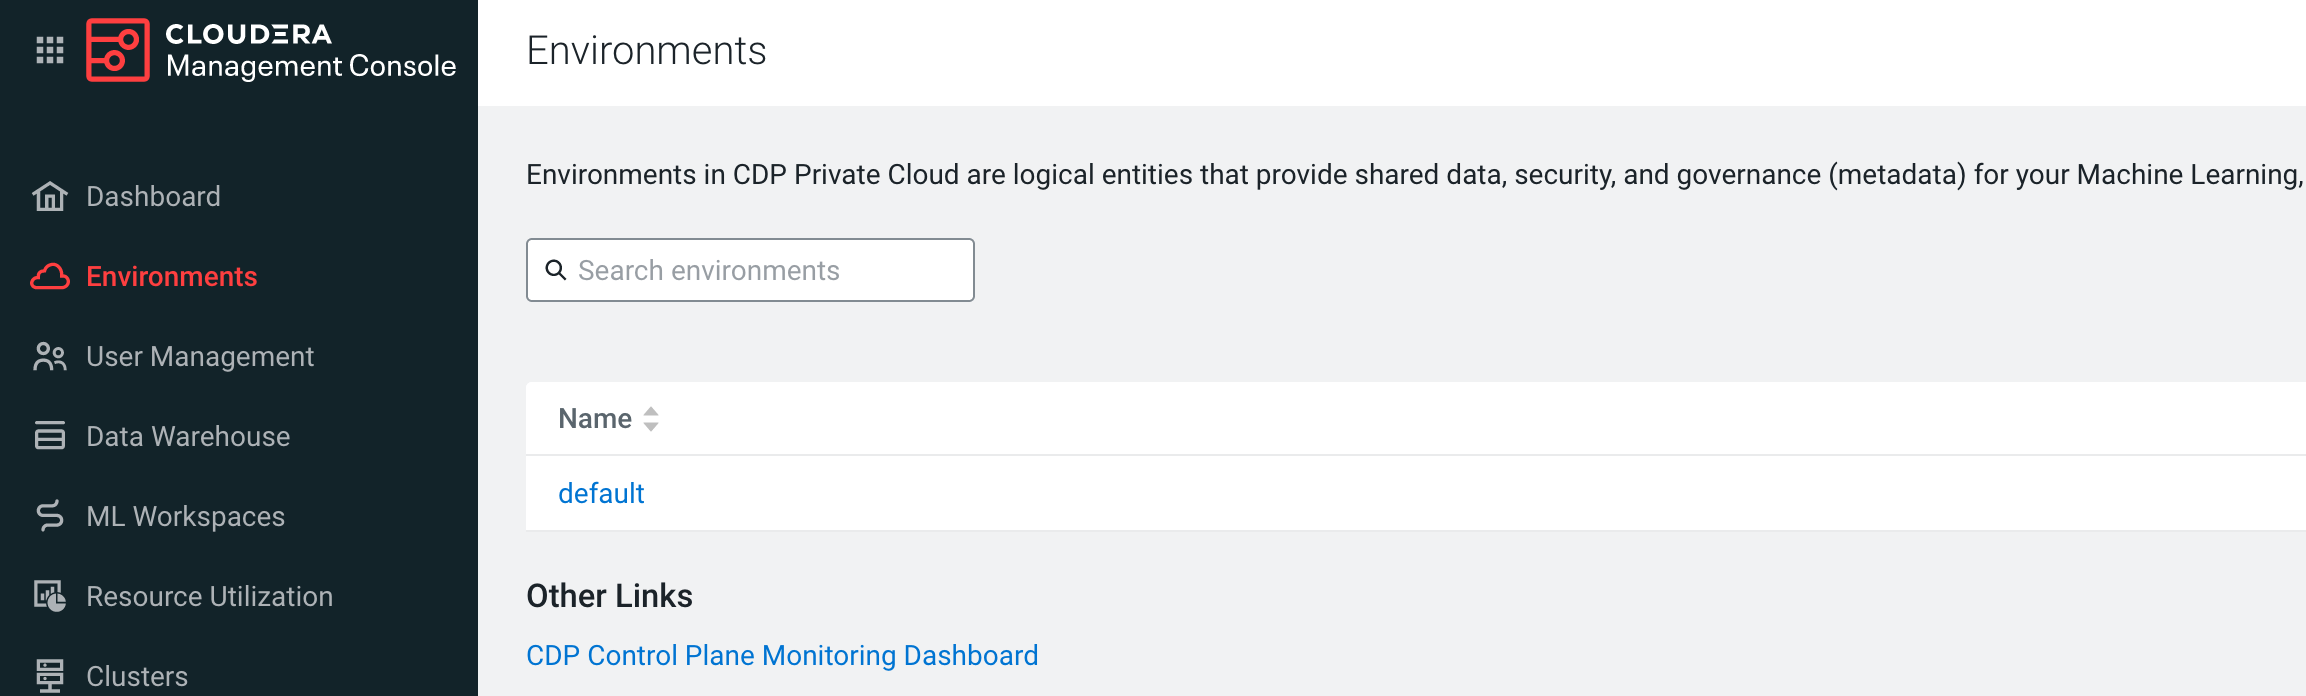 CLOUDERA
Management Console
Dashboard
Environments
User Management
Data Warehouse
ML Workspaces
Resource Utilization
Clusters
Environments
Environments in CDP Private Cloud are logical entities that provide shared data, security, and governance (metadata) for your Machine Learning,
Search environments
Name
default
Other Links
CDP Control Plane Monitoring Dashboard